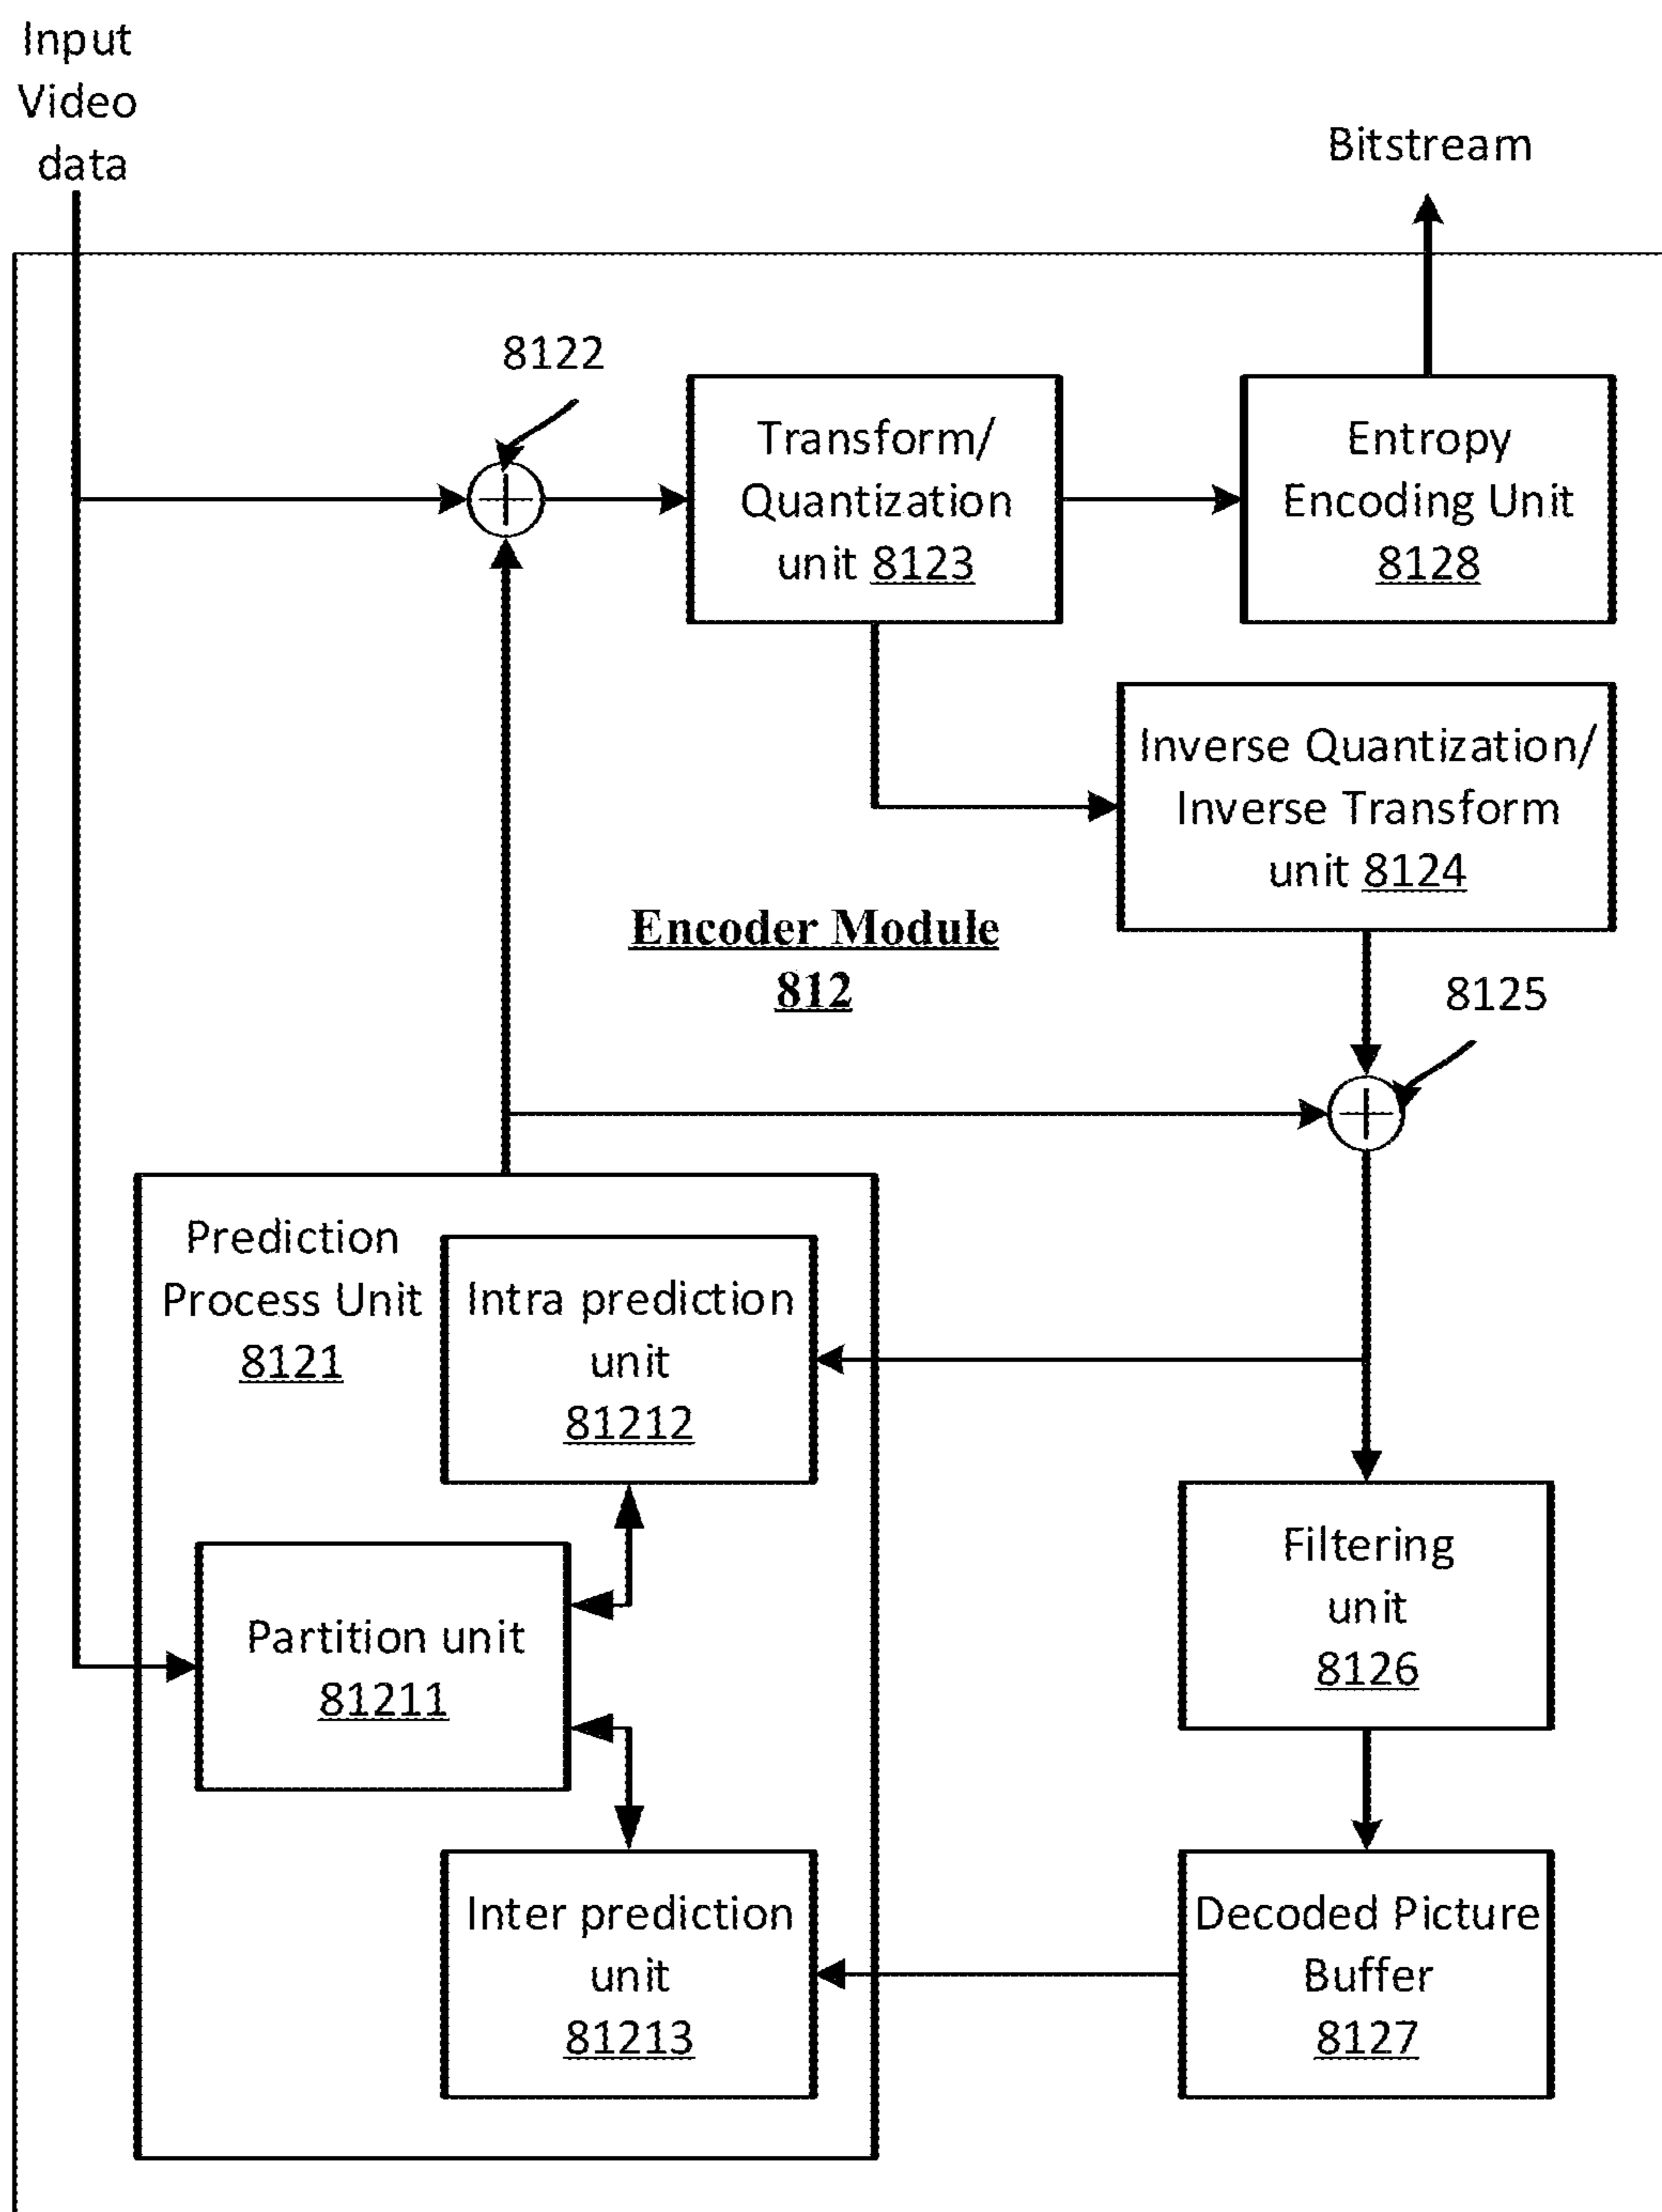 Input
Video
data
Bitstream
8122
Transform/
Quantization
unit 8123
Entropy
Encoding Unit
8128
Inverse Quantization/
Inverse Transform
unit 8124
Encoder Module
812
8125
Prediction
Process Unit
8121
Intra prediction
unit
81212
Partition unit
81211
Filtering
unit
8126
Inter prediction
unit
81213
Decoded Picture
Buffer
8127